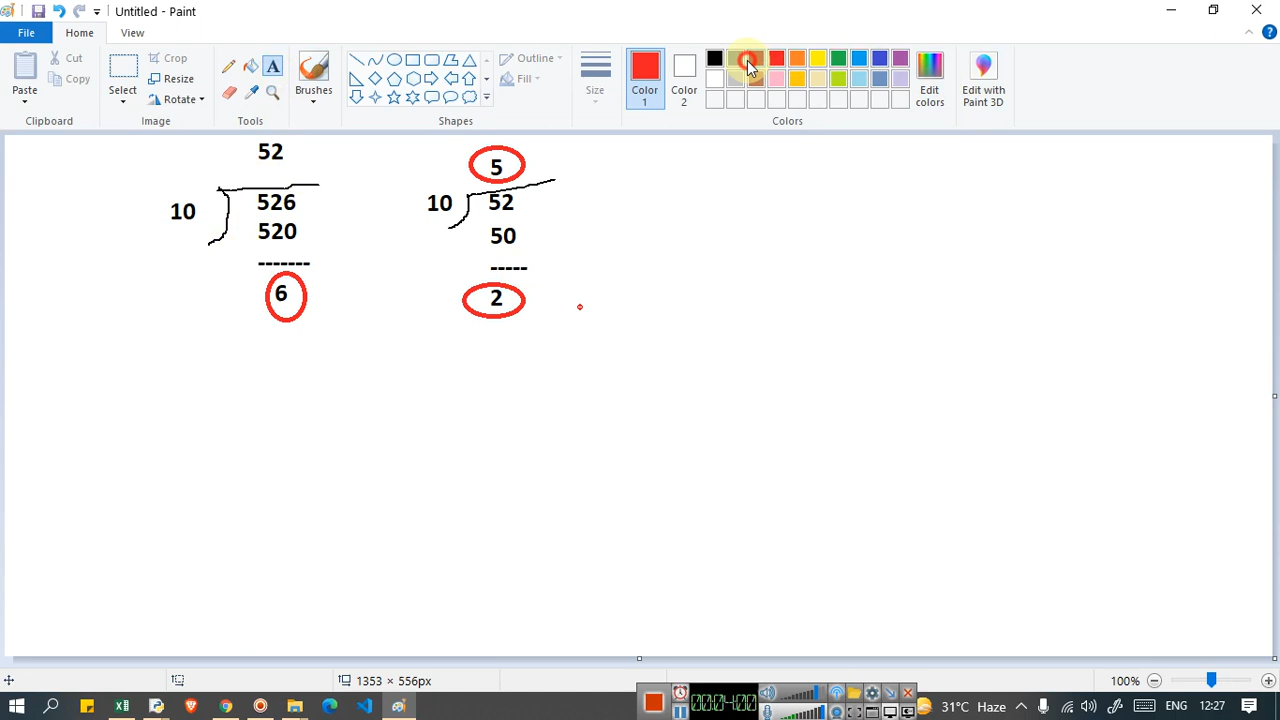 Untitled - Paint
File
Home
View
Paste
Cut
Copy
Clipboard
Select
Crop
Resize
Rotate
Image
A
Tools
Brushes
Outline
Fill
Shapes
Size
Color 1
Color 2
Edit colors
Colors
Edit with Paint 3D
52
10
526
520
-------
6
5
10
52
50
-----
2
1353 × 556px
100%
31°C Haze
ENG
12:27